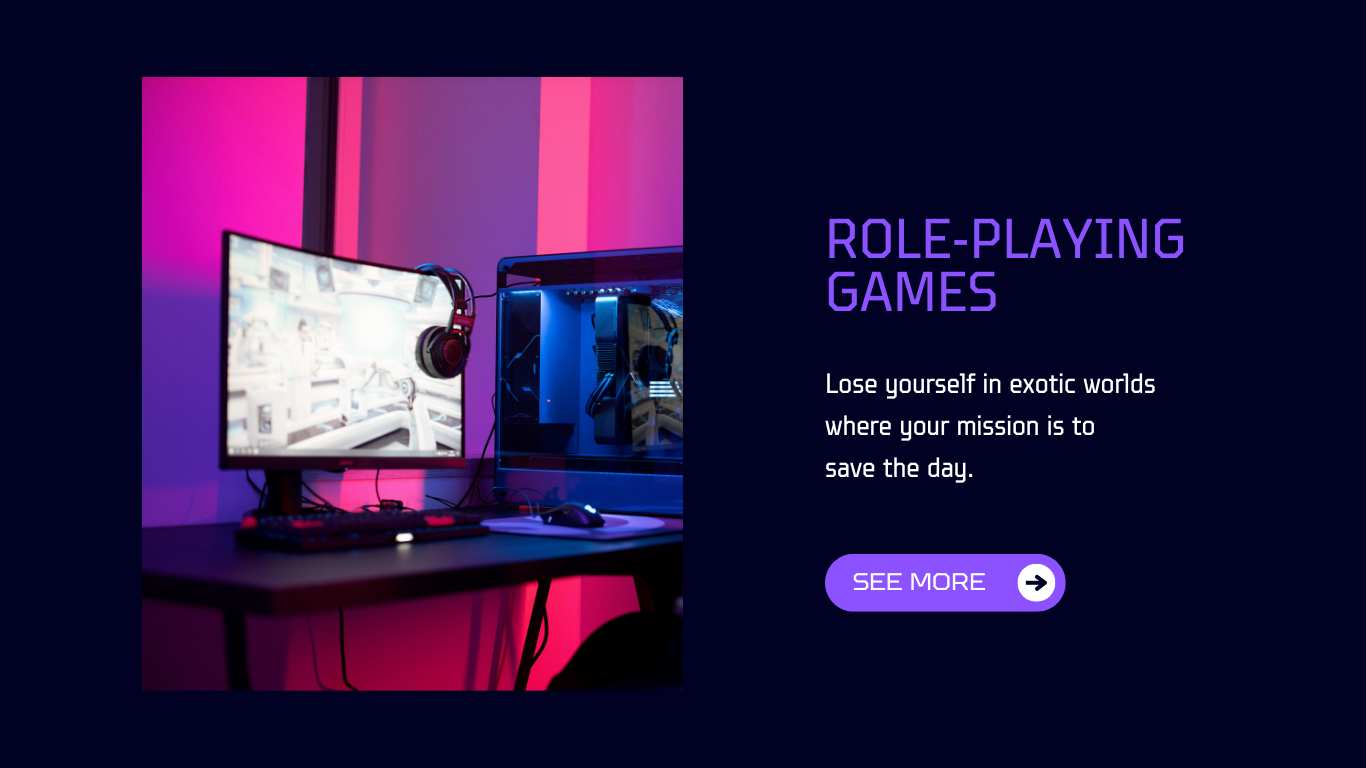 ROLE-PLAYING
GAMES
Lose yourself in exotic worlds
where your mission is to
save the day.
SEE MORE